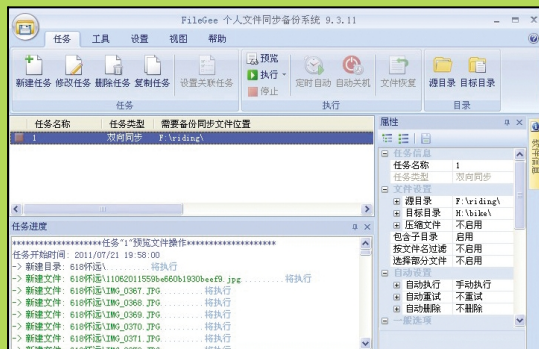 FileGee 个人文件同步备份系统 9.3.11
任务 工具 设置 视图 帮助
新建任务 修改任务 删除任务 复制任务 设置关联任务
预览
执行
停止
定时自动 自动关机 文件恢复 源目录 目标目录
任务 执行 目录
任务名称 任务类型 需要备份同步文件位置
1 双向同步 F:\riding\
属性
任务信息
任务名称 1
任务类型 双向同步
文件设置
源目录 F:\riding\
目标目录 H:\bike\
压缩文件 不启用
包含子目录 启用
按文件名过滤 不启用
选择部分文件 不启用
自动设置
自动执行 手动执行
自动重试 不重试
自动删除 不删除
一般选项
任务进度
********************任务"1"预览文件操作********************
任务开始时间: 2011/07/21 19:58:00
-> 新建目录: 618怀远\.........将执行
-> 新建文件: 618怀远\11062011559be660b1930beef9.jpg.........将执行
-> 新建文件: 618怀远\IMG_0367.JPG.........将执行
-> 新建文件: 618怀远\IMG_0368.JPG.........将执行
-> 新建文件: 618怀远\IMG_0369.JPG.........将执行
-> 新建文件: 618怀远\IMG_0370.JPG.........将执行
-> 新建文件: 618怀远\IMG_0371.JPG.........将执行